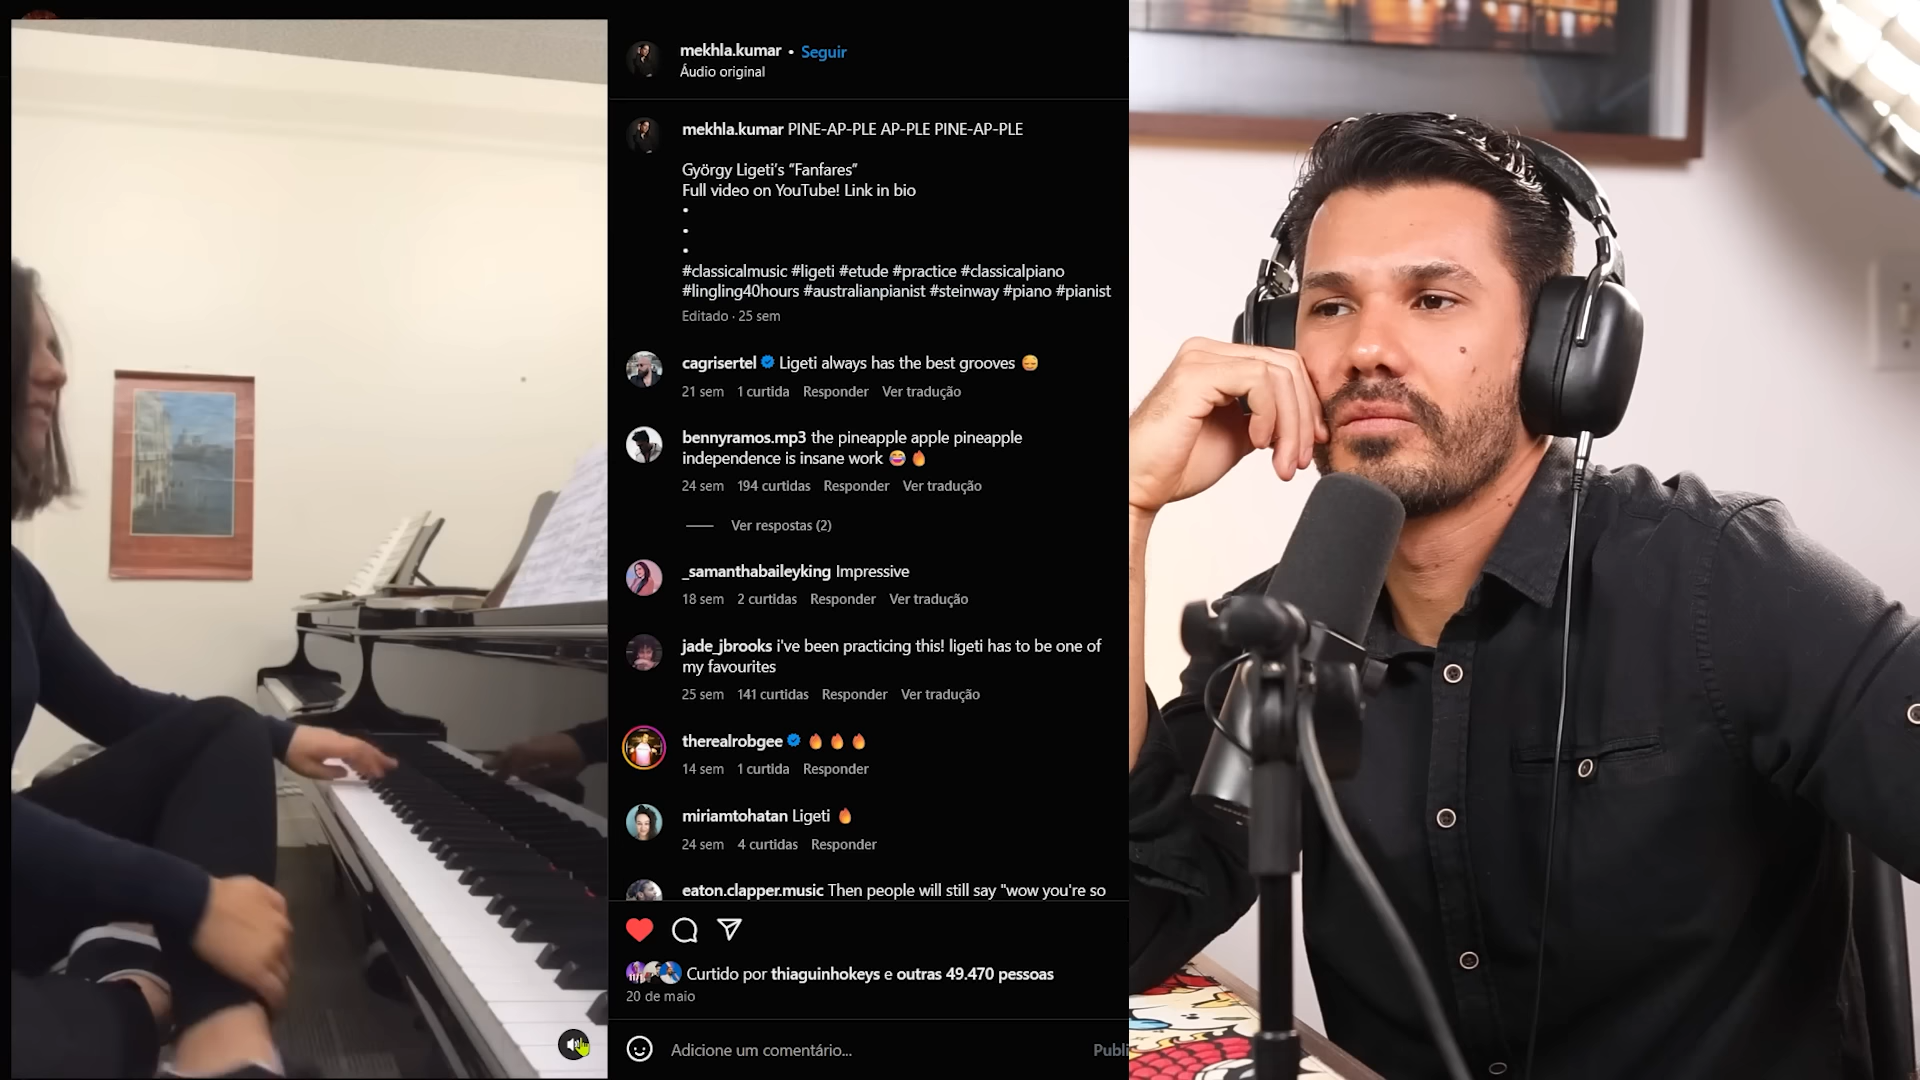 mekhla.kumar • Seguir
Áudio original
mekhla.kumar PINE-AP-PLE AP-PLE PINE-AP-PLE
György Ligeti’s “Fanfares”
Full video on YouTube! Link in bio
•
•
•
#classicalmusic #ligeti #etude #practice #classicalpiano
#lingling40hours #australianpianist #steinway #piano #pianist
Editado · 25 sem
cagrisertel Ligeti always has the best grooves 😌
21 sem 1 curtida Responder Ver tradução
bennyramos.mp3 the pineapple apple pineapple
independence is insane work 😂 🔥
24 sem 194 curtidas Responder Ver tradução
Ver respostas (2)
_samanthabaileyking Impressive
18 sem 2 curtidas Responder Ver tradução
jade_jbrooks i've been practicing this! ligeti has to be one of
my favourites
25 sem 141 curtidas Responder Ver tradução
therealrobgee 🔥 🔥 🔥
14 sem 1 curtida Responder
miriamtohatan Ligeti 🔥
24 sem 4 curtidas Responder
eaton.clapper.music Then people will still say "wow you're so
Curtido por thiaguinhokeys e outras 49.470 pessoas
20 de maio
Adicione um comentário...
Publi